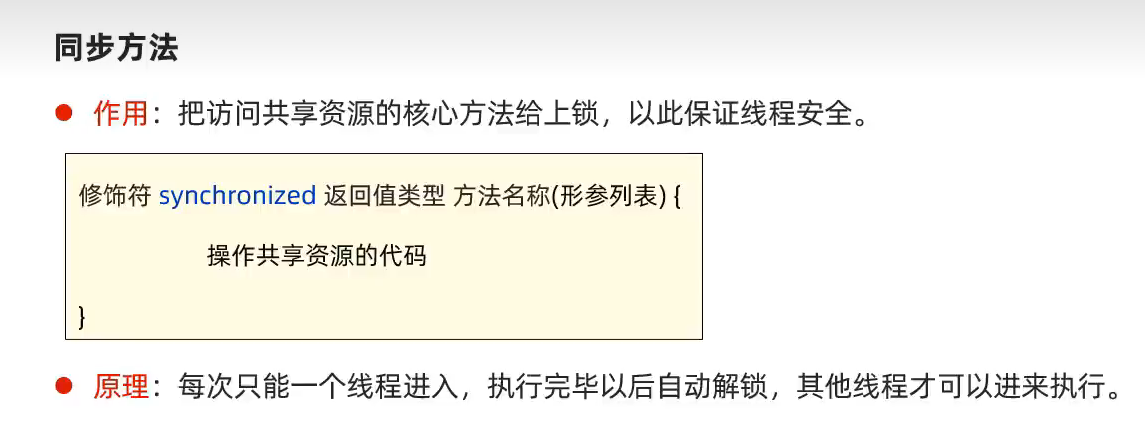 同步方法
作用：把访问共享资源的核心方法给上锁，以此保证线程安全。
修饰符 synchronized 返回值类型 方法名称(形参列表) {
操作共享资源的代码
}
原理：每次只能一个线程进入，执行完毕以后自动解锁，其他线程才可以进来执行。